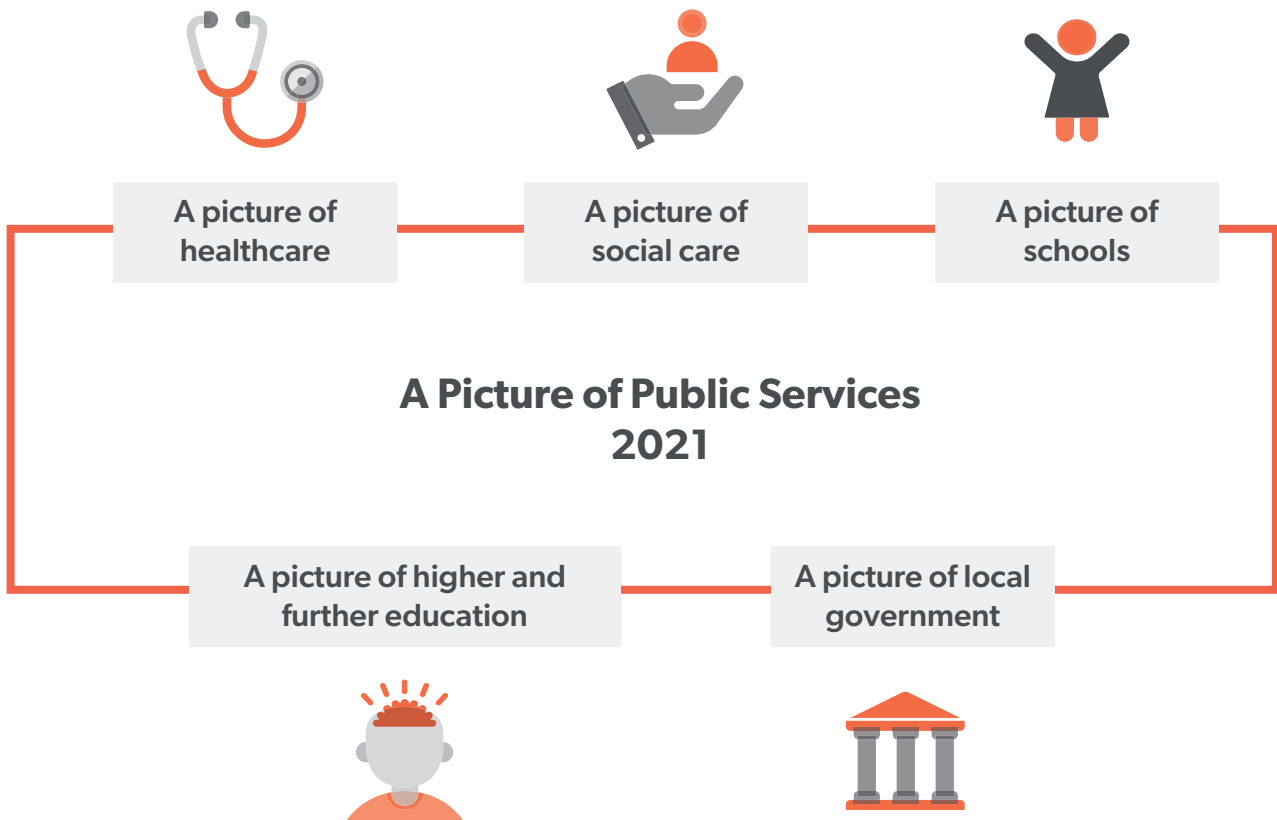 A picture of
healthcare
A picture of
social care
A picture of
schools
A Picture of Public Services
2021
A picture of higher and
further education
A picture of local
government